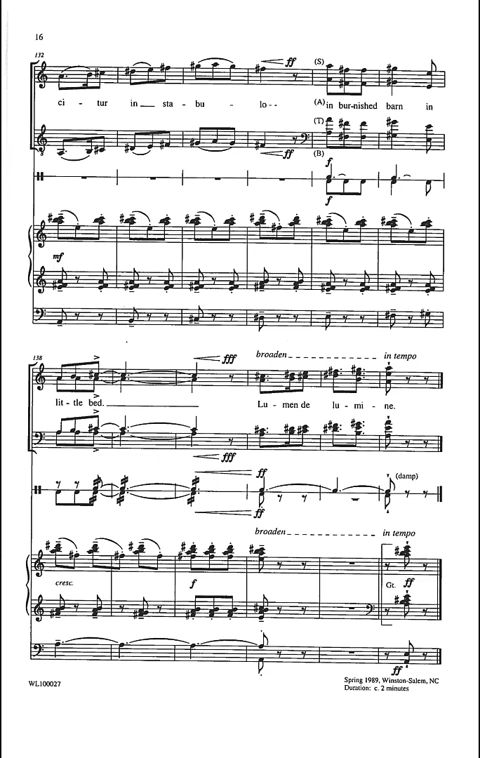 16
132
ff
(S)
ci - tur in sta - bu - lo--
(A) in bur-nished barn in
(T)
ff
(B)
f
f
mf
138
fff
broaden
in tempo
lit - tle bed.
Lu - men de lu - mi - ne.
fff
ff
(damp)
ff
broaden
in tempo
cresc.
f
Gt.
ff
ff
WL100027
Spring 1989, Winston-Salem, NC
Duration: c. 2 minutes